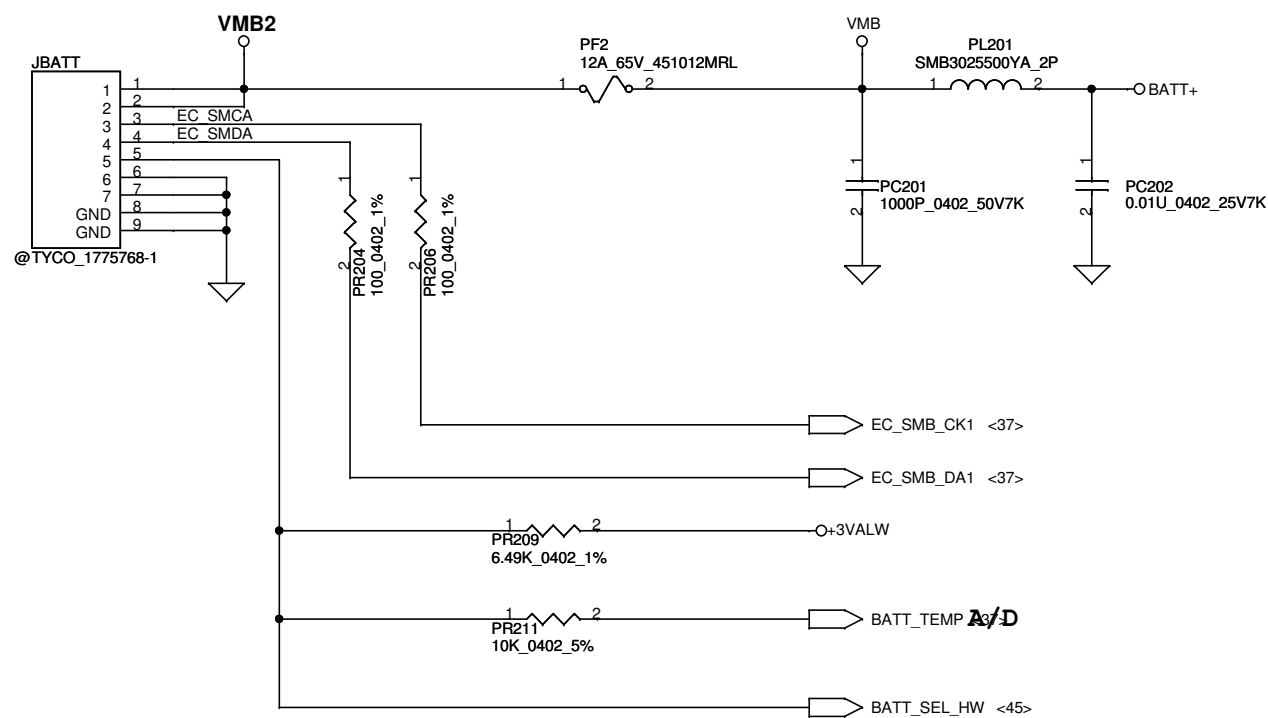 VMB2
VMB
PF2
12A_65V_451012MRL
PL201
SMB3025500YA_2P
JBATT
1 1
2 2
3 3
4 4
5 5
6 6
7 7
GND 8
GND 9
@TYCO_1775768-1
EC_SMCA
EC_SMDA
1 2
1 2
BATT+
1
2
PC201
1000P_0402_50V7K
1
2
PC202
0.01U_0402_25V7K
1
2
PR204
100_0402_1%
1
2
PR206
100_0402_1%
EC_SMB_CK1 <37>
EC_SMB_DA1 <37>
1 2
PR209
6.49K_0402_1%
+3VALW
1 2
PR211
10K_0402_5%
BATT_TEMP <37>
A/D
BATT_SEL_HW <45>